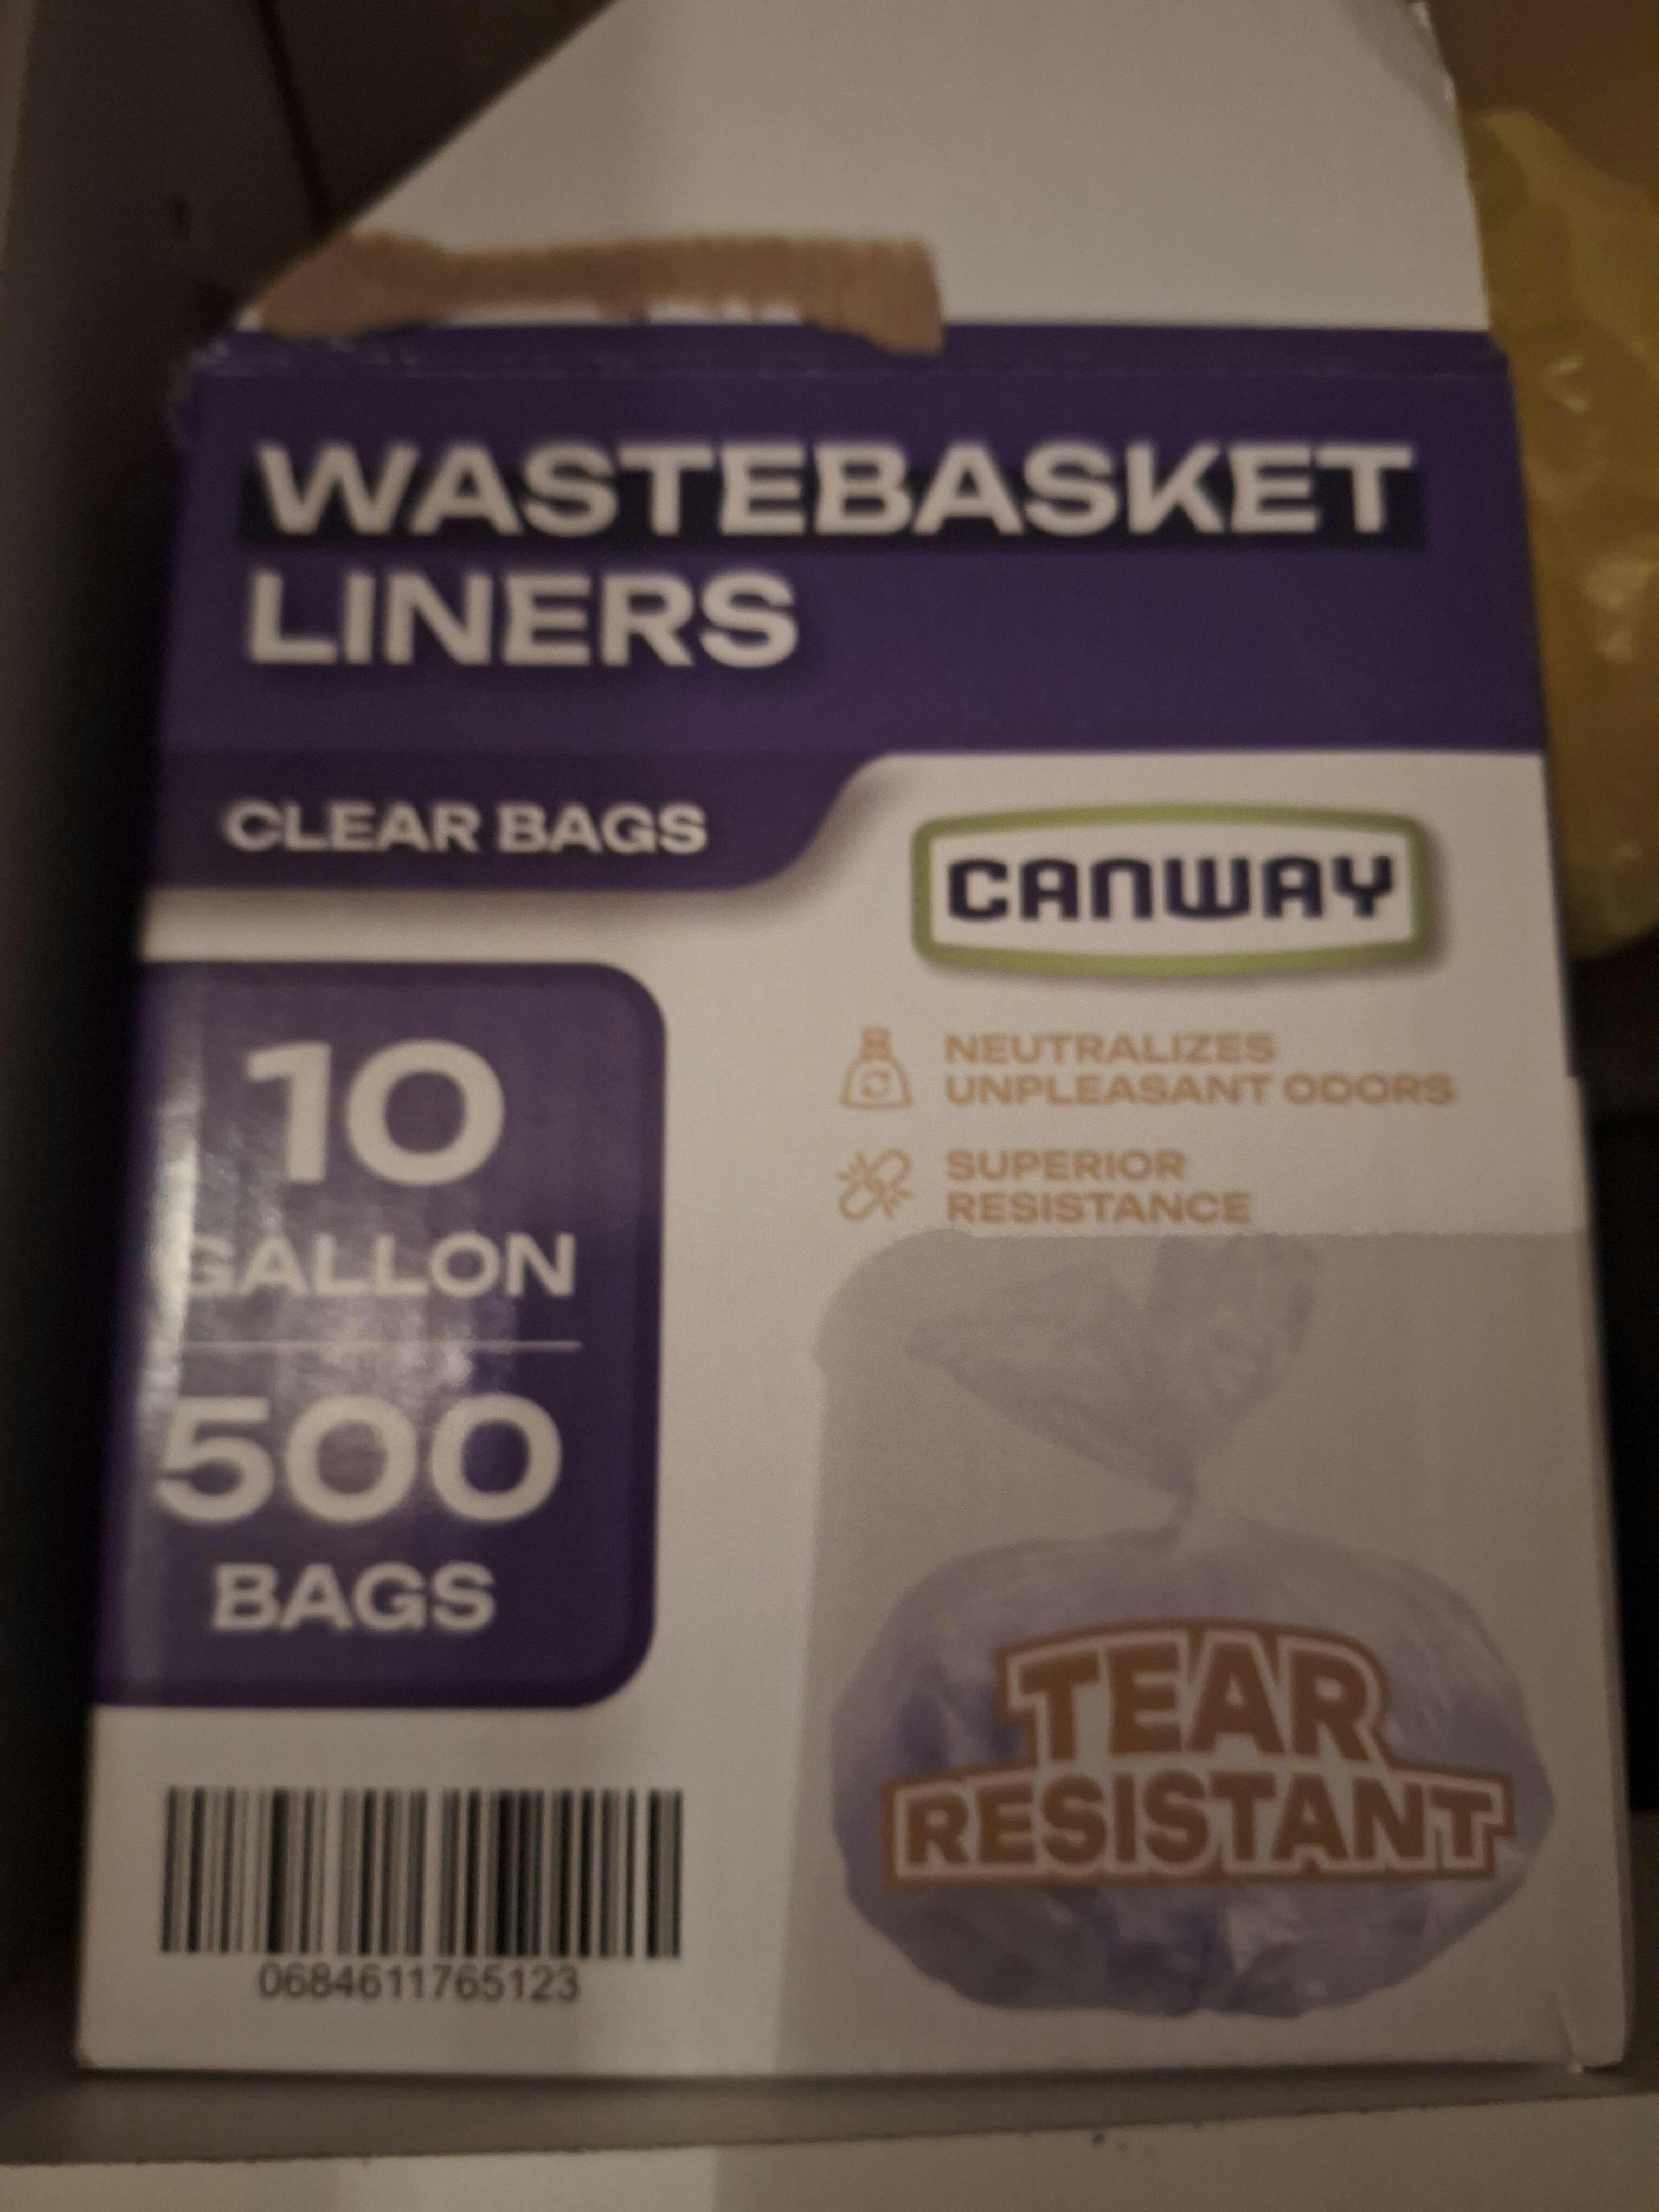 WASTEBASKET
LINERS
CLEAR BAGS
CANWAY
NEUTRALIZES
UNPLEASANT ODORS
SUPERIOR
RESISTANCE
10
GALLON
500
BAGS
TEAR
RESISTANT
0684611765123